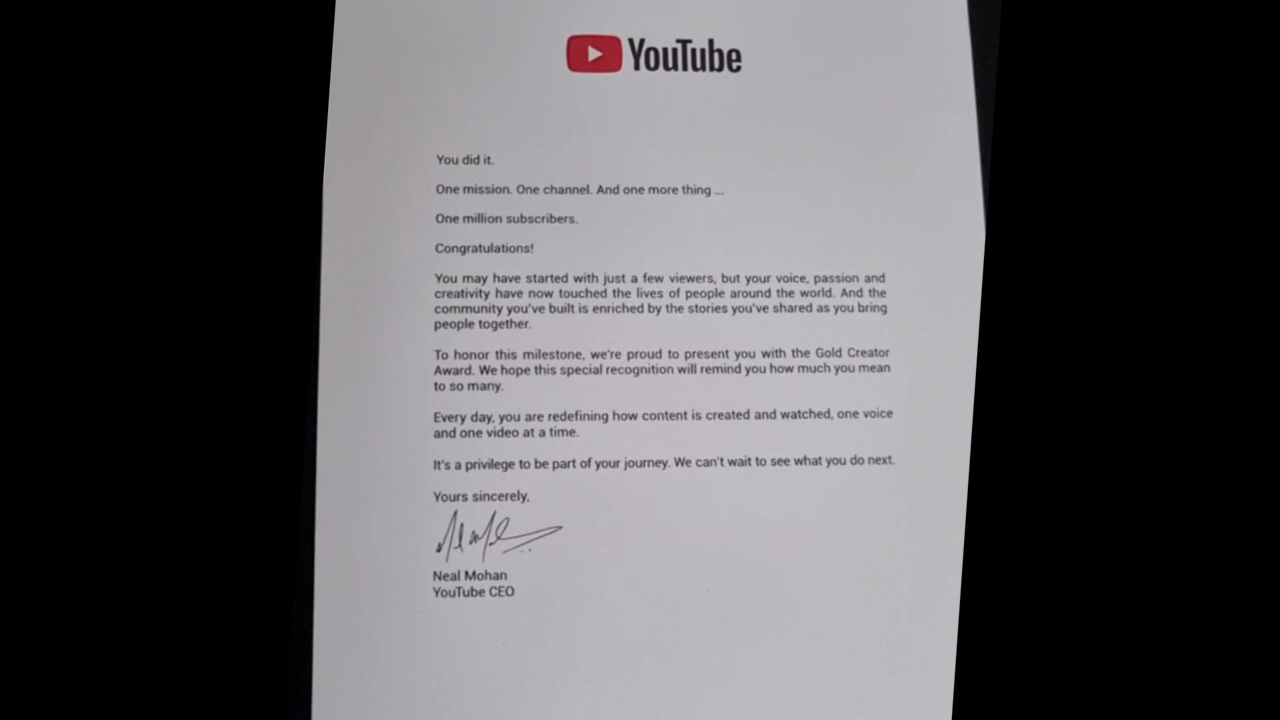 YouTube
You did it.
One mission. One channel. And one more thing ...
One million subscribers.
Congratulations!
You may have started with just a few viewers, but your voice, passion and
creativity have now touched the lives of people around the world. And the
community you've built is enriched by the stories you've shared as you bring
people together.
To honor this milestone, we're proud to present you with the Gold Creator
Award. We hope this special recognition will remind you how much you mean
to so many.
Every day, you are redefining how content is created and watched, one voice
and one video at a time.
It's a privilege to be part of your journey. We can't wait to see what you do next.
Yours sincerely,
Neal Mohan
YouTube CEO